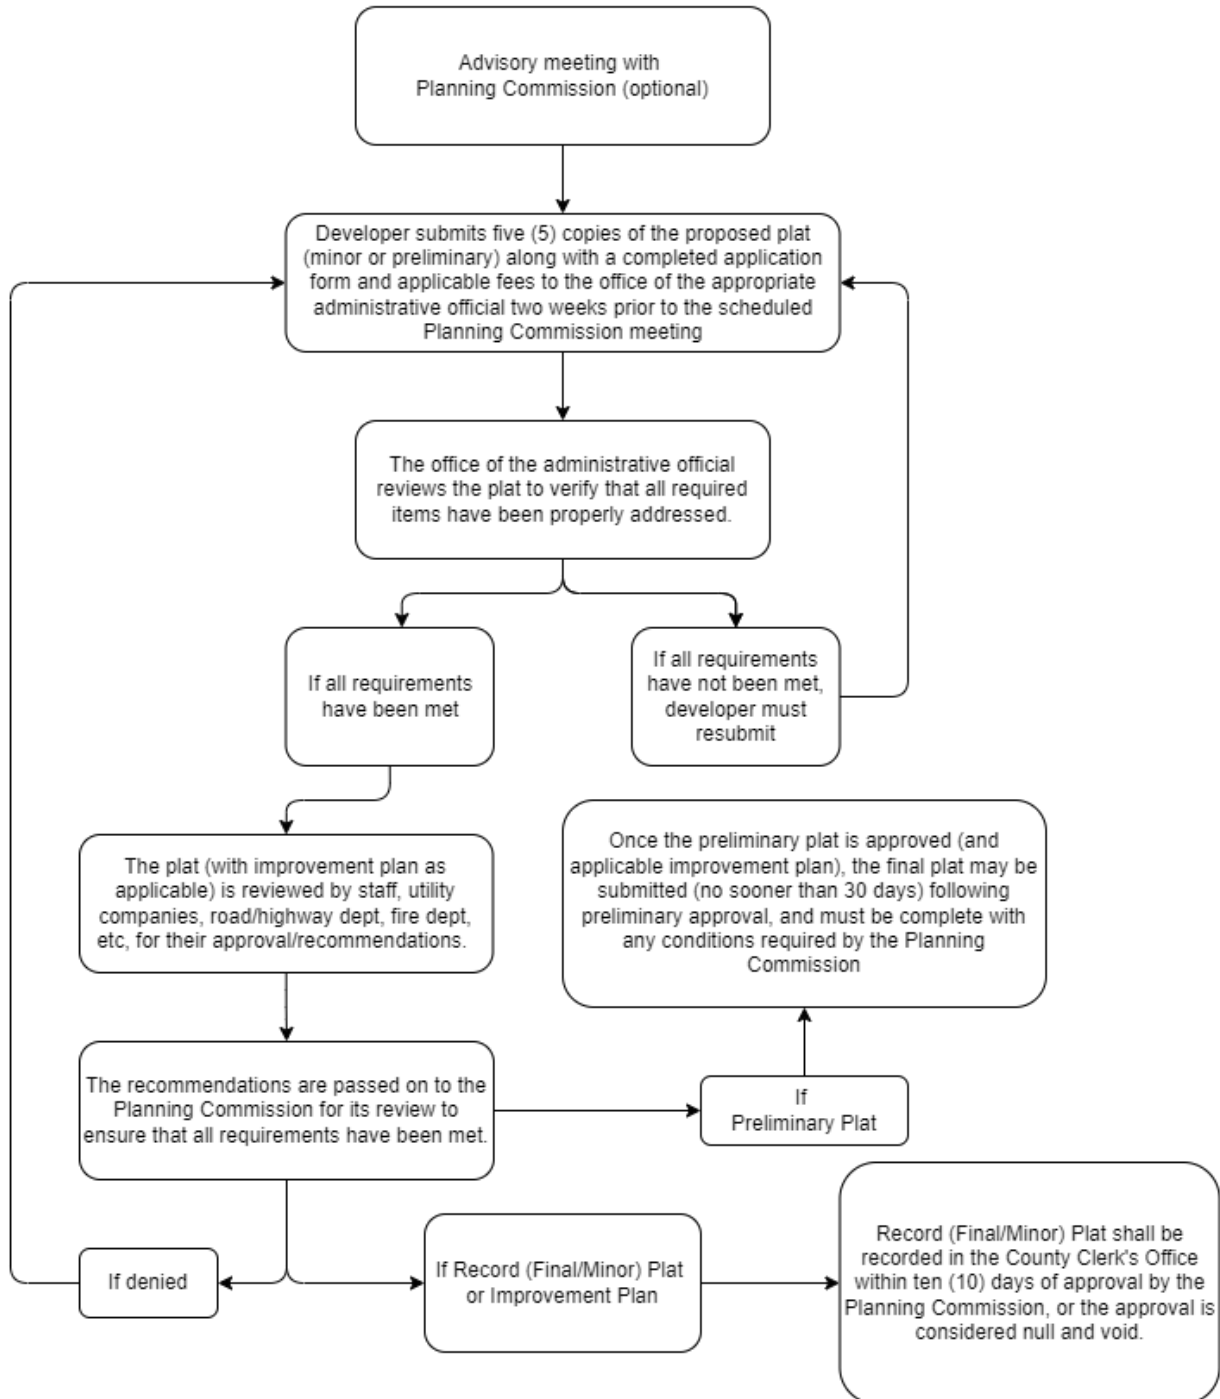 Advisory meeting with
Planning Commission (optional)
Developer submits five (5) copies of the proposed plat
(minor or preliminary) along with a completed application
form and applicable fees to the office of the appropriate
administrative official two weeks prior to the scheduled
Planning Commission meeting
The office of the administrative official
reviews the plat to verify that all required
items have been properly addressed.
If all requirements
have been met
If all requirements
have not been met,
developer must
resubmit
The plat (with improvement plan as
applicable) is reviewed by staff, utility
companies, road/highway dept, fire dept,
etc, for their approval/recommendations.
Once the preliminary plat is approved (and
applicable improvement plan), the final plat may be
submitted (no sooner than 30 days) following
preliminary approval, and must be complete with
any conditions required by the Planning
Commission
The recommendations are passed on to the
Planning Commission for its review to
ensure that all requirements have been met.
If
Preliminary Plat
If denied
If Record (Final/Minor) Plat
or Improvement Plan
Record (Final/Minor) Plat shall be
recorded in the County Clerk's Office
within ten (10) days of approval by the
Planning Commission, or the approval is
considered null and void.